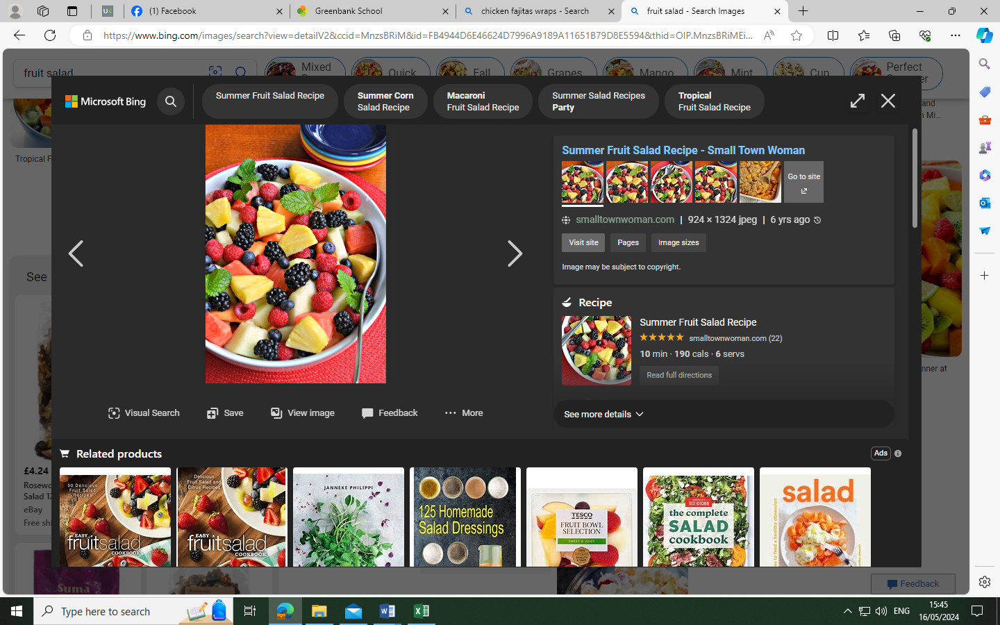 (1) Facebook
Greenbank School
chicken fajitas wraps - Search
fruit salad - Search Images
https://www.bing.com/images/search?view=detailV2&ccid=MnzsBRiM&id=FB4944D6E46624D7996A9189A11651B79D8E5594&thid=OIP.MnzsBRiMEi...
fruit salad
Mixed
Quick
Fall
Grapes
Mango
Mint
Cup
Perfect
Microsoft Bing
Summer Fruit Salad Recipe
Summer Corn
Salad Recipe
Macaroni
Fruit Salad Recipe
Summer Salad Recipes
Party
Tropical
Fruit Salad Recipe
and
n Mi...
Tropical F
Summer Fruit Salad Recipe - Small Town Woman
Go to site
smalltownwoman.com | 924 × 1324 jpeg | 6 yrs ago
Visit site
Pages
Image sizes
Image may be subject to copyright.
See
Recipe
Summer Fruit Salad Recipe
smalltownwoman.com (22)
10 min · 190 cals · 6 servs
Read full directions
nner at
See more details
Visual Search
Save
View image
Feedback
More
Related products
Ads
£4.24
Rosewo
Salad 12
eBay
Free shi
50 Delicious
Fruit Salad
Recipes
EASY
fruitsalad
COOKBOOK
Delicious
Fruit Salad and
Citrus Recipes
EASY
fruitsalad
COOKBOOK
JANNEKE PHILIPPI
125 Homemade
Salad Dressings
TESCO
FRUIT BOWL
SELECTION
SWEET & JUICY
AMERICA'S
TEST KITCHEN
the complete
SALAD
cookbook
salad
Suma
Feedback
Type here to search
ENG
15:45
16/05/2024